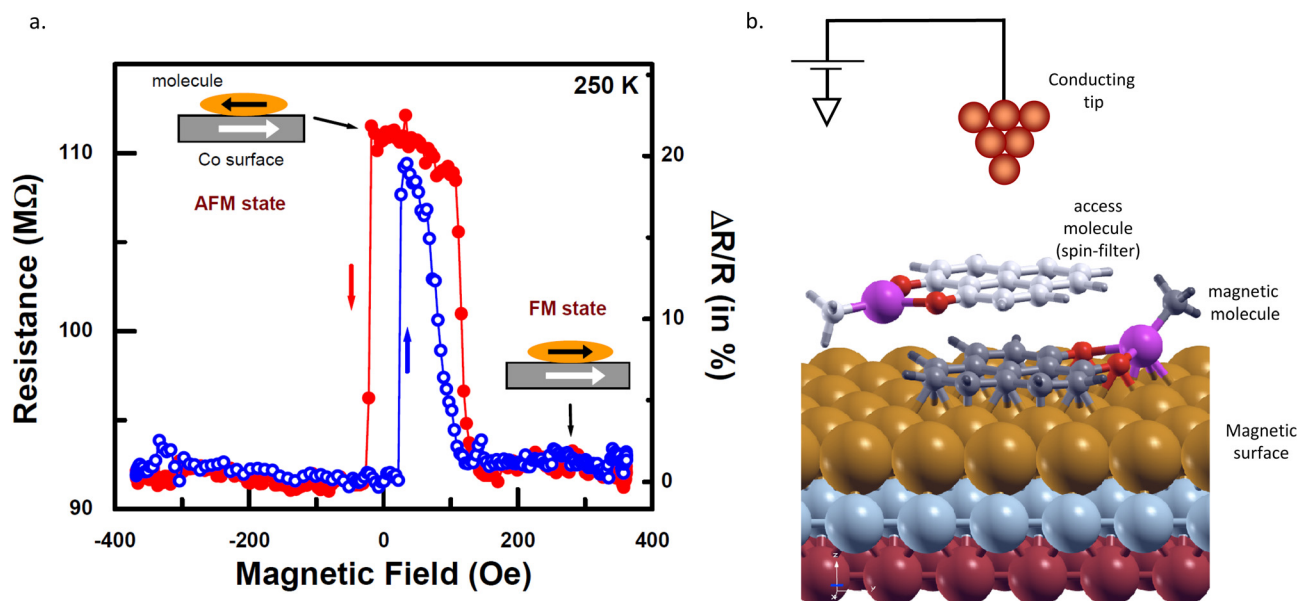 a.
250 K
molecule
Co surface
AFM state
FM state
Resistance (MΩ)
110
100
90
ΔR/R (in %)
20
10
0
-400
-200
0
200
400
Magnetic Field (Oe)
b.
Conducting
tip
access
molecule
(spin-filter)
magnetic
molecule
Magnetic
surface
z
x
Y